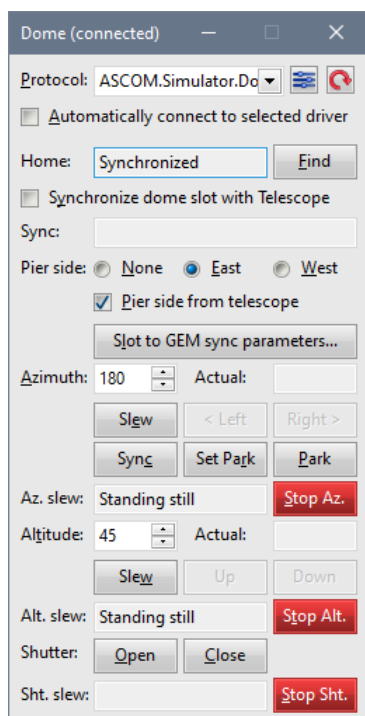 Dome (connected)
Protocol: ASCOM.Simulator.Do
Automatically connect to selected driver
Home: Synchronized Find
Synchronize dome slot with Telescope
Sync:
Pier side: None East West
Pier side from telescope
Slot to GEM sync parameters...
Azimuth: 180 Actual:
Slew < Left Right >
Sync Set Park Park
Az. slew: Standing still Stop Az.
Altitude: 45 Actual:
Slew Up Down
Alt. slew: Standing still Stop Alt.
Shutter: Open Close
Sht. slew: Stop Sht.